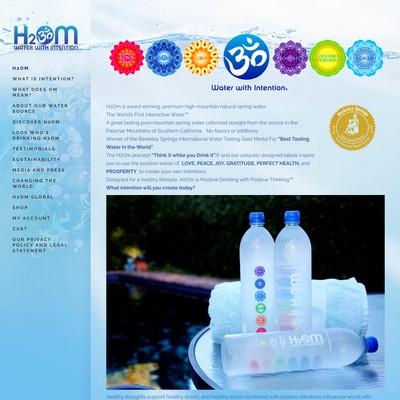 H2OM
WATER WITH INTENTION
LOVE
Water with Intention®
H2OM
WHAT IS INTENTION?
WHAT DOES OM
MEAN?
ABOUT OUR WATER
SOURCE
DISCOVER H2OM
LOOK WHO'S
DRINKING H2OM
TESTIMONIALS
SUSTAINABILITY
MEDIA AND PRESS
CHANGING THE
WORLD
H2OM GLOBAL
SHOP
MY ACCOUNT
CART
OUR PRIVACY
POLICY AND LEGAL
STATEMENT
H2Om is award winning, premium high-mountain natural spring water
The World's First Interactive Water™
A great tasting pure mountain spring water collected straight from the source in the
Palomar Mountains of Southern California. No flavors or additives.
Winner of the Berkeley Springs International Water Tasting Gold Medal For "Best Tasting
Water in the World"
The H2Om precept "Think it while you Drink it"® and our uniquely-designed labels inspire
you to use the positive words of LOVE, PEACE, JOY, GRATITUDE, PERFECT HEALTH, and
PROSPERITY to create your own intentions.
Designed for a healthy lifestyle, H2Om is Positive Drinking with Positive Thinking™
What Intention will you create today?
H2OM
Healthy thoughts support healthy action, and healthy action combined with positive intentions infuse our world with